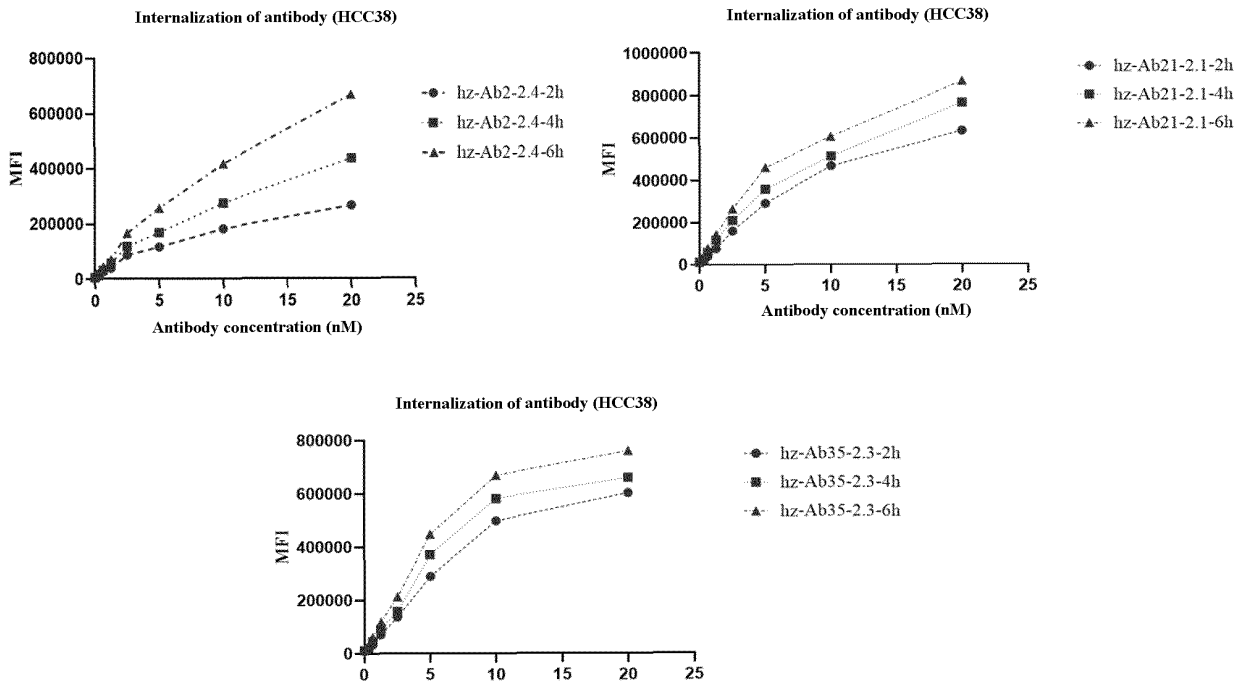 Internalization of antibody (HCC38)
800000
600000
400000
200000
0
MFI
0 5 10 15 20 25
Antibody concentration (nM)
hz-Ab2-2.4-2h
hz-Ab2-2.4-4h
hz-Ab2-2.4-6h
Internalization of antibody (HCC38)
1000000
800000
600000
400000
200000
0
MFI
0 5 10 15 20 25
Antibody concentration (nM)
hz-Ab21-2.1-2h
hz-Ab21-2.1-4h
hz-Ab21-2.1-6h
Internalization of antibody (HCC38)
800000
600000
400000
200000
0
MFI
0 5 10 15 20 25
hz-Ab35-2.3-2h
hz-Ab35-2.3-4h
hz-Ab35-2.3-6h